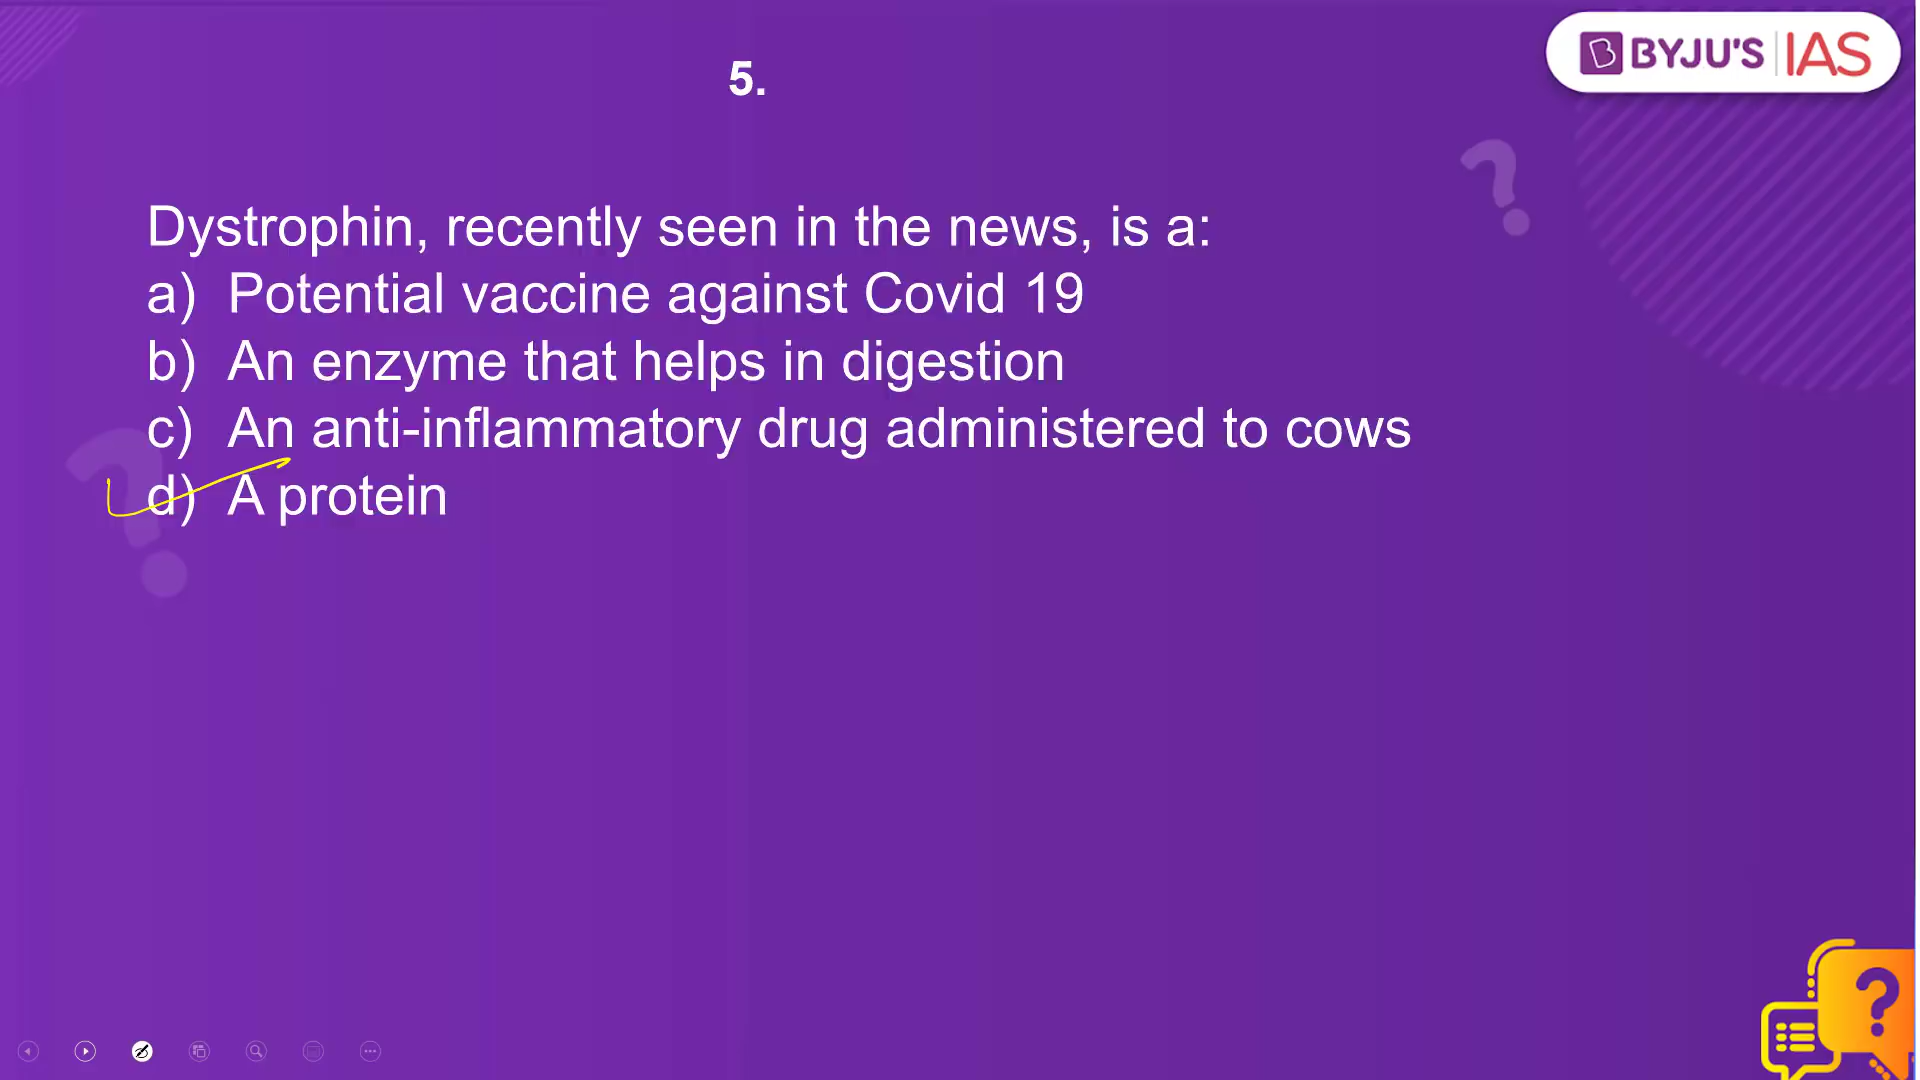 BYJU'S IAS
5.
Dystrophin, recently seen in the news, is a:
a) Potential vaccine against Covid 19
b) An enzyme that helps in digestion
c) An anti-inflammatory drug administered to cows
d) A protein